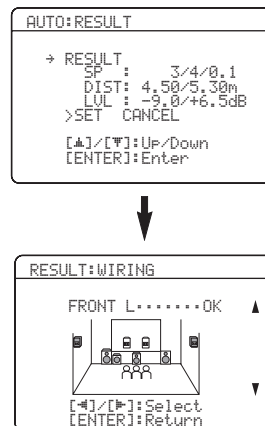 AUTO:RESULT
→ RESULT
SP : 3/4/0.1
DIST: 4.50/5.30m
LVL : -9.0/+6.5dB
>SET CANCEL
[▲]/[▼]:Up/Down
[ENTER]:Enter
RESULT:WIRING
FRONT L·······OK
[◀]/[▶]:Select
[ENTER]:Return